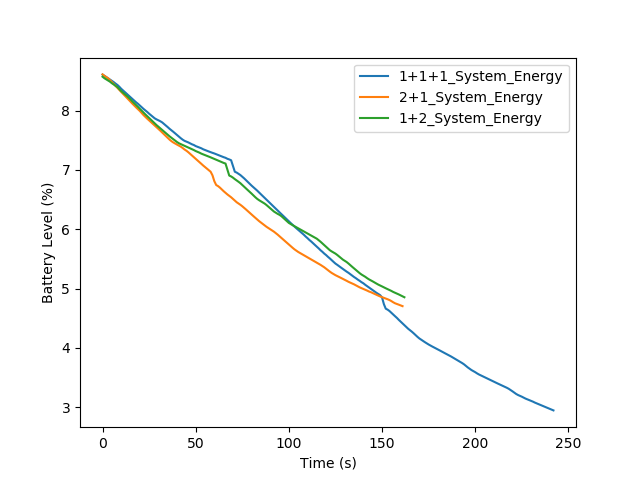 1+1+1_System_Energy
2+1_System_Energy
1+2_System_Energy
Battery Level (%)
8
7
6
5
4
3
0 50 100 150 200 250
Time (s)